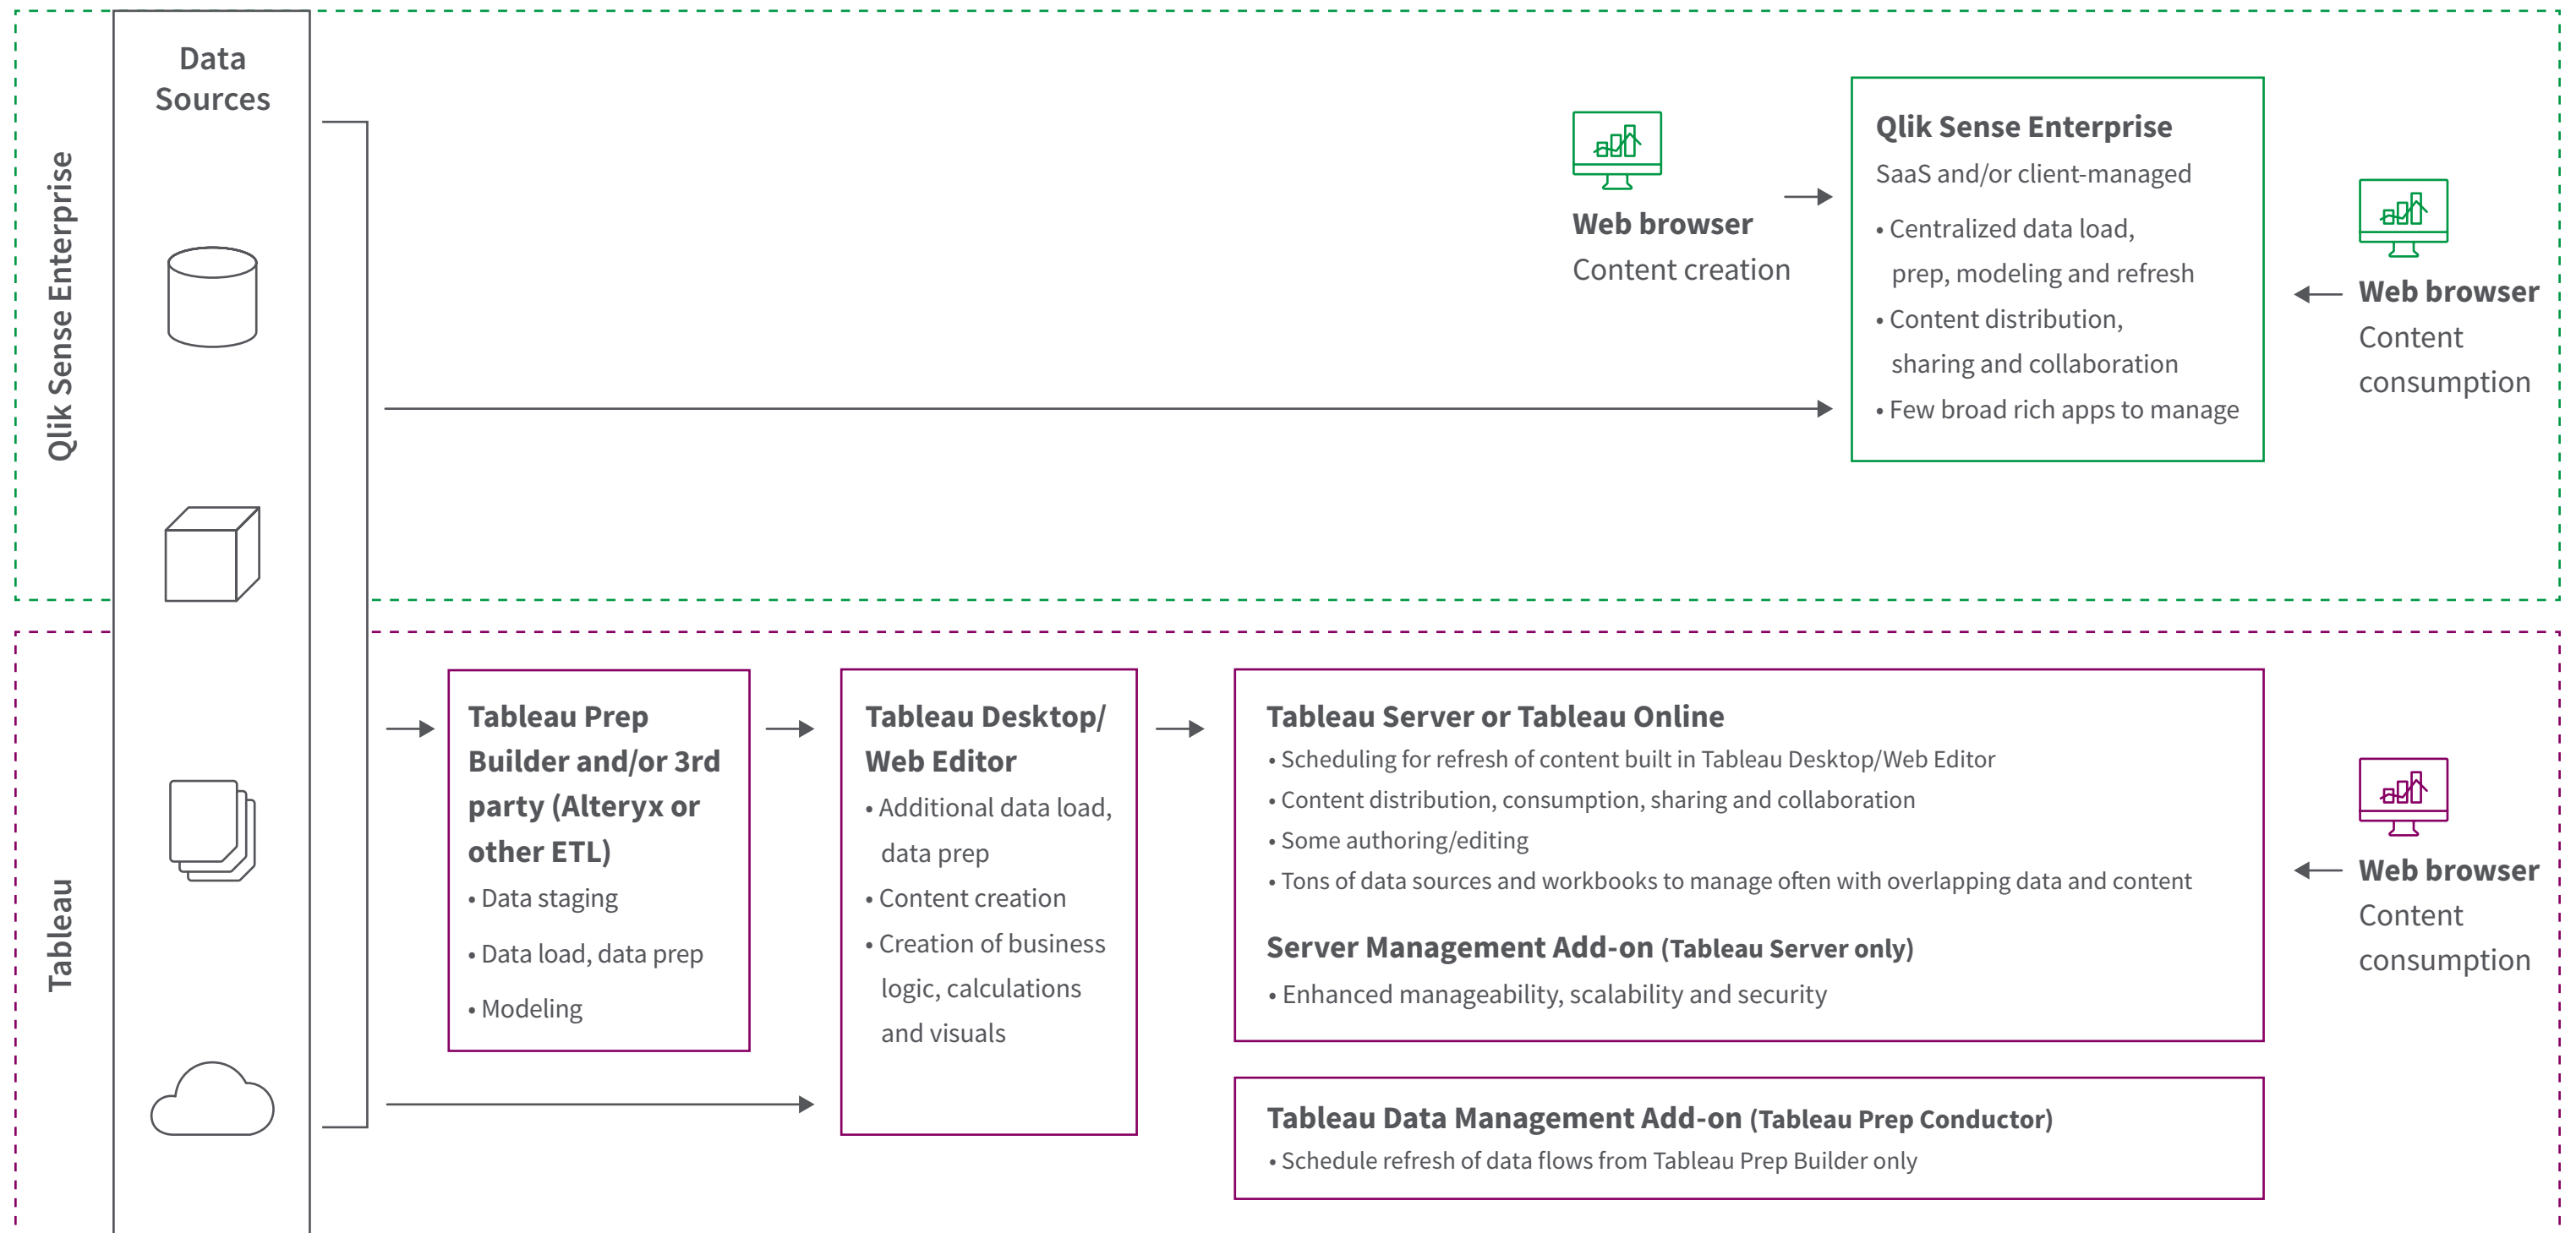 Data
Sources
Qlik Sense Enterprise
Web browser
Content creation
Qlik Sense Enterprise
SaaS and/or client-managed
• Centralized data load,
prep, modeling and refresh
• Content distribution,
sharing and collaboration
• Few broad rich apps to manage
Web browser
Content
consumption
Tableau
Tableau Prep
Builder and/or 3rd
party (Alteryx or
other ETL)
• Data staging
• Data load, data prep
• Modeling
Tableau Desktop/
Web Editor
• Additional data load,
data prep
• Content creation
• Creation of business
logic, calculations
and visuals
Tableau Server or Tableau Online
• Scheduling for refresh of content built in Tableau Desktop/Web Editor
• Content distribution, consumption, sharing and collaboration
• Some authoring/editing
• Tons of data sources and workbooks to manage often with overlapping data and content
Server Management Add-on (Tableau Server only)
• Enhanced manageability, scalability and security
Tableau Data Management Add-on (Tableau Prep Conductor)
• Schedule refresh of data flows from Tableau Prep Builder only
Web browser
Content
consumption